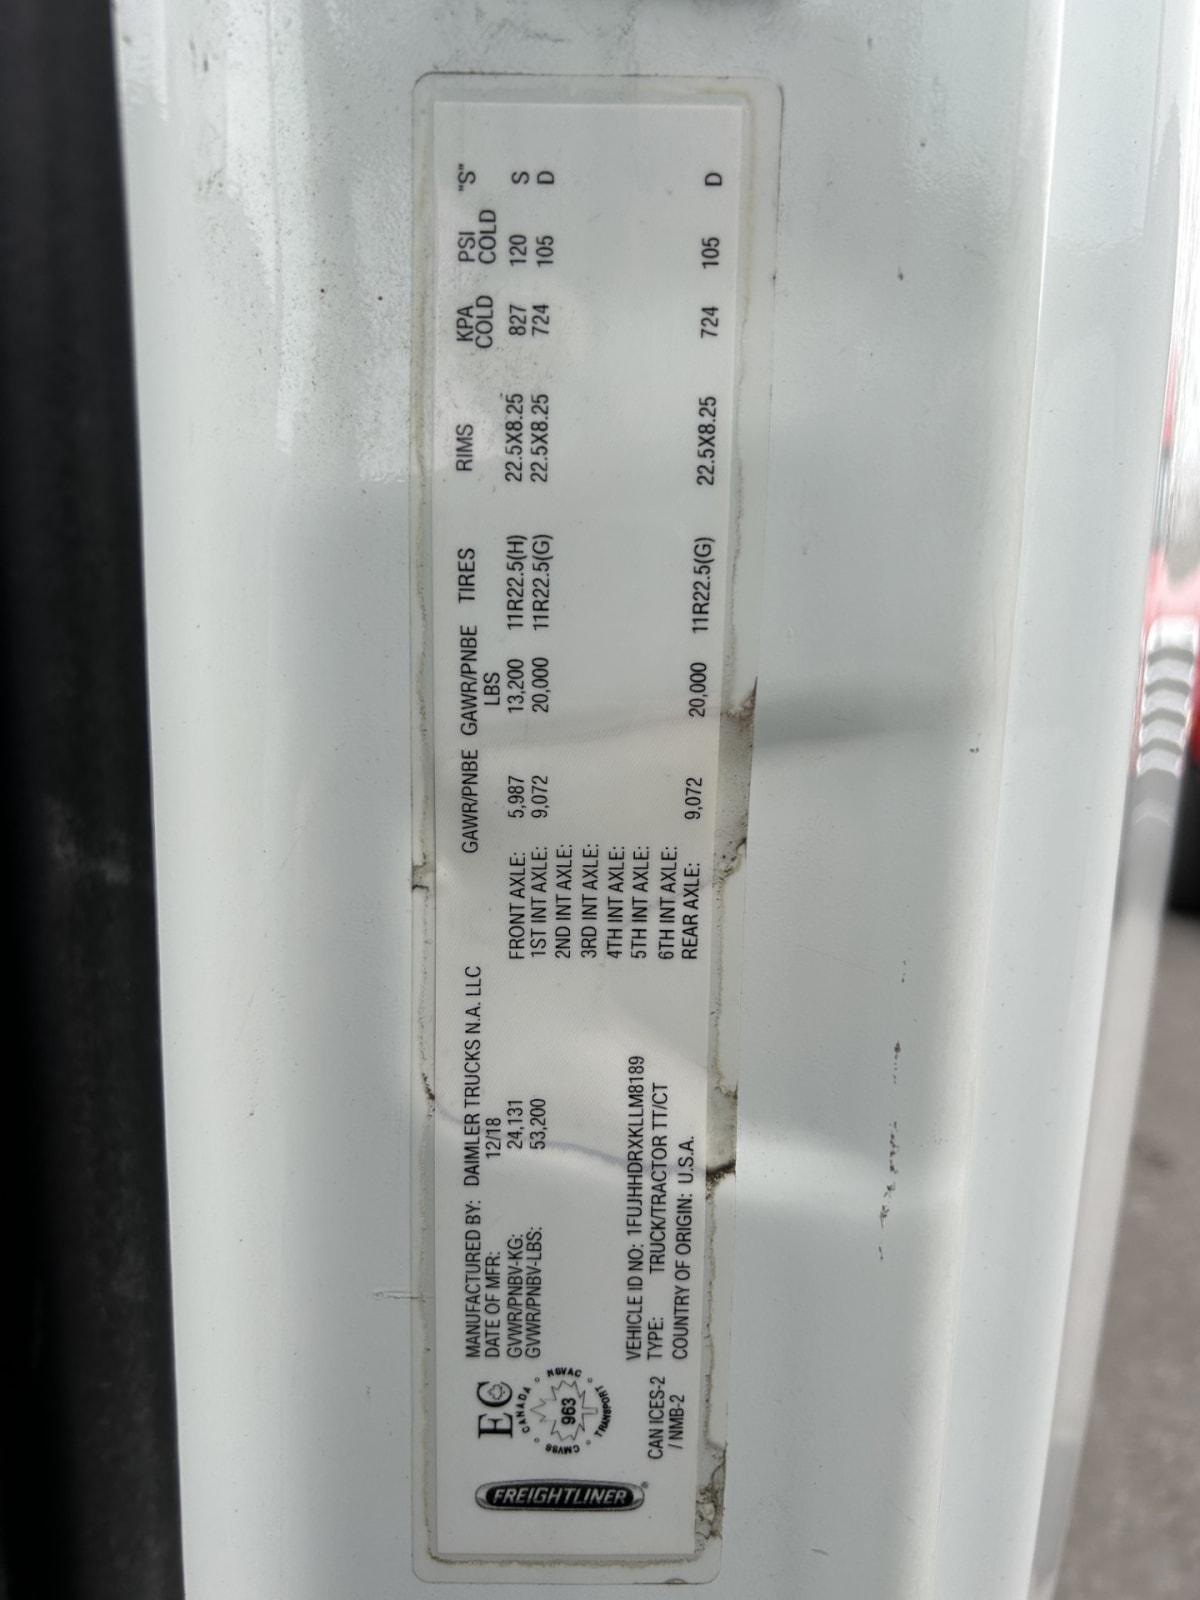 FREIGHTLINER®
EC
CANADA
NSVAC
TRANSPORT
CMVSS
963
CAN ICES-2
/ NMB-2
MANUFACTURED BY: DAIMLER TRUCKS N.A. LLC
DATE OF MFR: 12/18
GVWR/PNBV-KG: 24,131
GVWR/PNBV-LBS: 53,200
VEHICLE ID NO: 1FUJHHDRXKLLM8189
TYPE: TRUCK/TRACTOR TT/CT
COUNTRY OF ORIGIN: U.S.A.
GAWR/PNBE GAWR/PNBE TIRES RIMS KPA PSI "S"
LBS COLD COLD
FRONT AXLE: 5,987 13,200 11R22.5(H) 22.5X8.25 827 120 S
1ST INT AXLE: 9,072 20,000 11R22.5(G) 22.5X8.25 724 105 D
2ND INT AXLE:
3RD INT AXLE:
4TH INT AXLE:
5TH INT AXLE:
6TH INT AXLE:
REAR AXLE: 9,072 20,000 11R22.5(G) 22.5X8.25 724 105 D